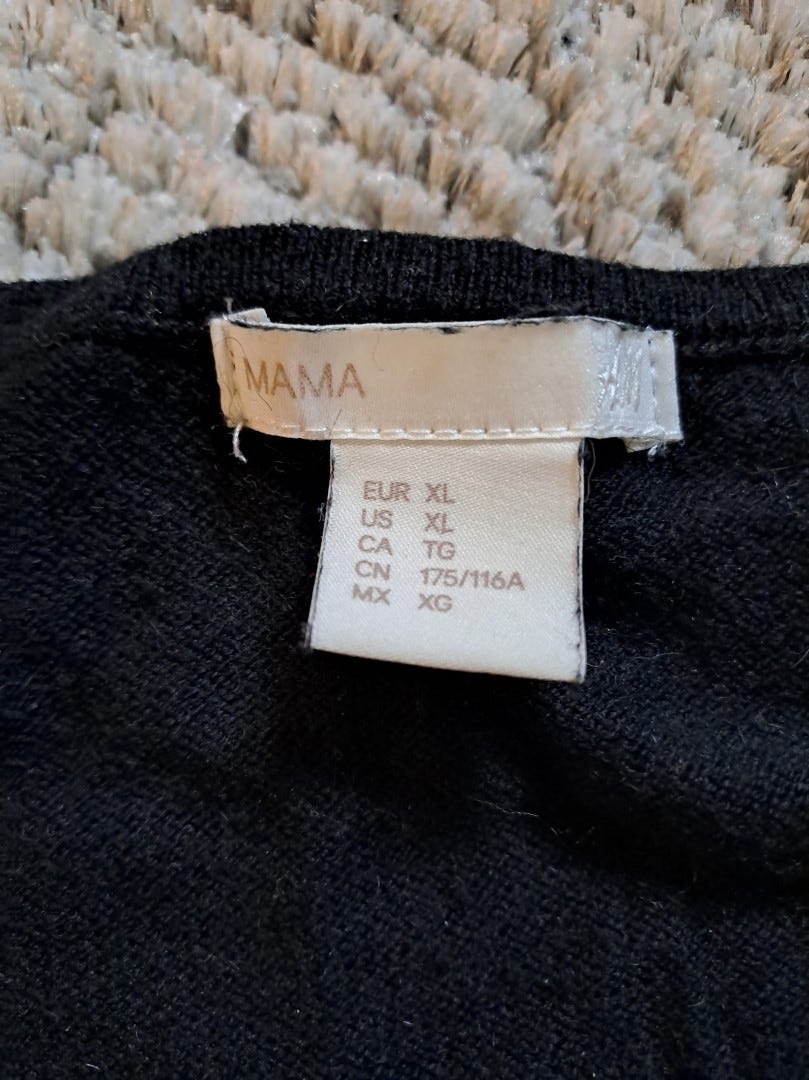 MAMA
EUR XL
US XL
CA TG
CN 175/116A
MX XG